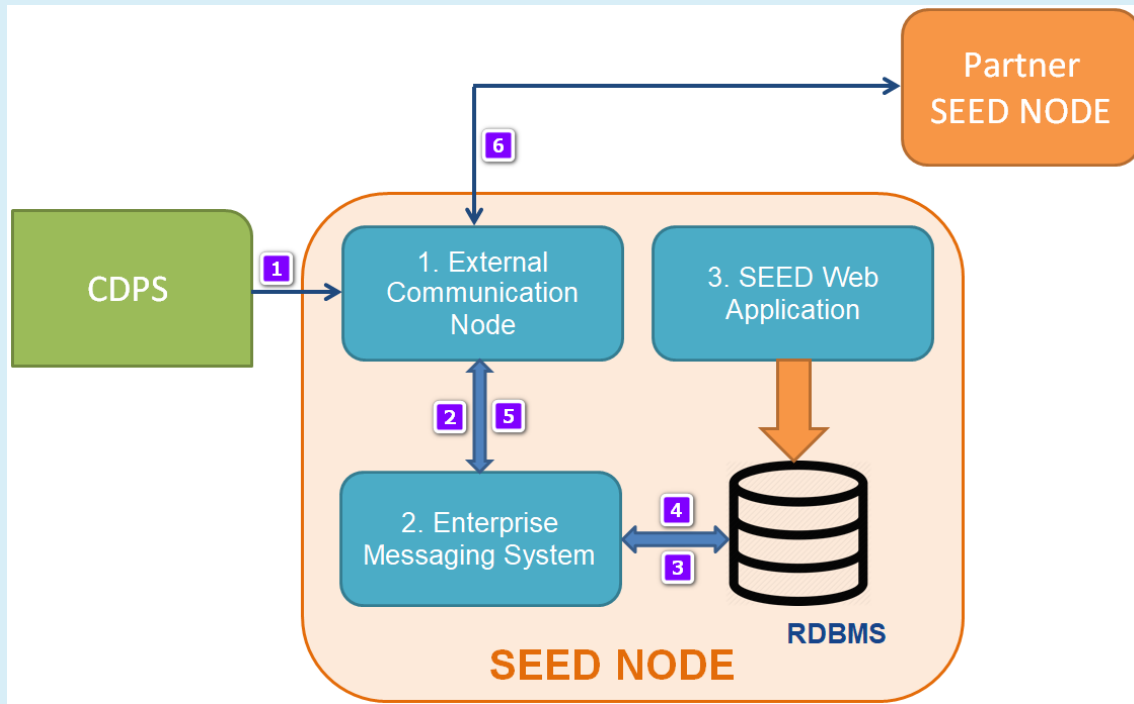 Partner
SEED NODE
6
CDPS
1
1. External
Communication
Node
3. SEED Web
Application
2
5
2. Enterprise
Messaging System
4
3
RDBMS
SEED NODE